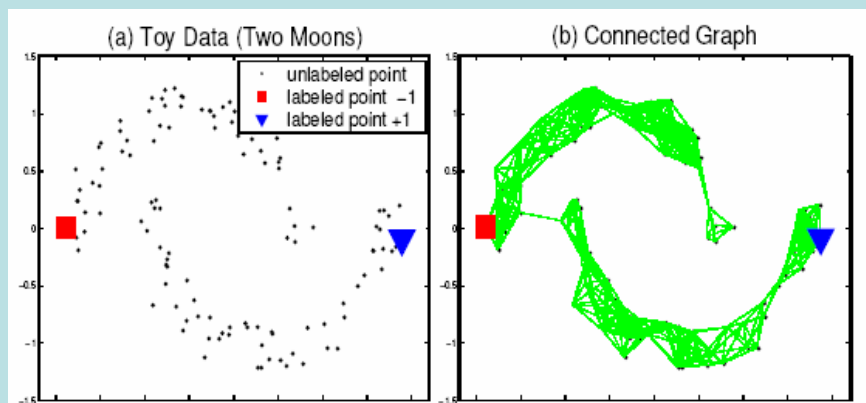 (a) Toy Data (Two Moons)
1.5
unlabeled point
labeled point -1
labeled point +1
1
0.5
0
-0.5
-1
-1.5
(b) Connected Graph
1.5
1
0.5
0
-0.5
-1
-1.5